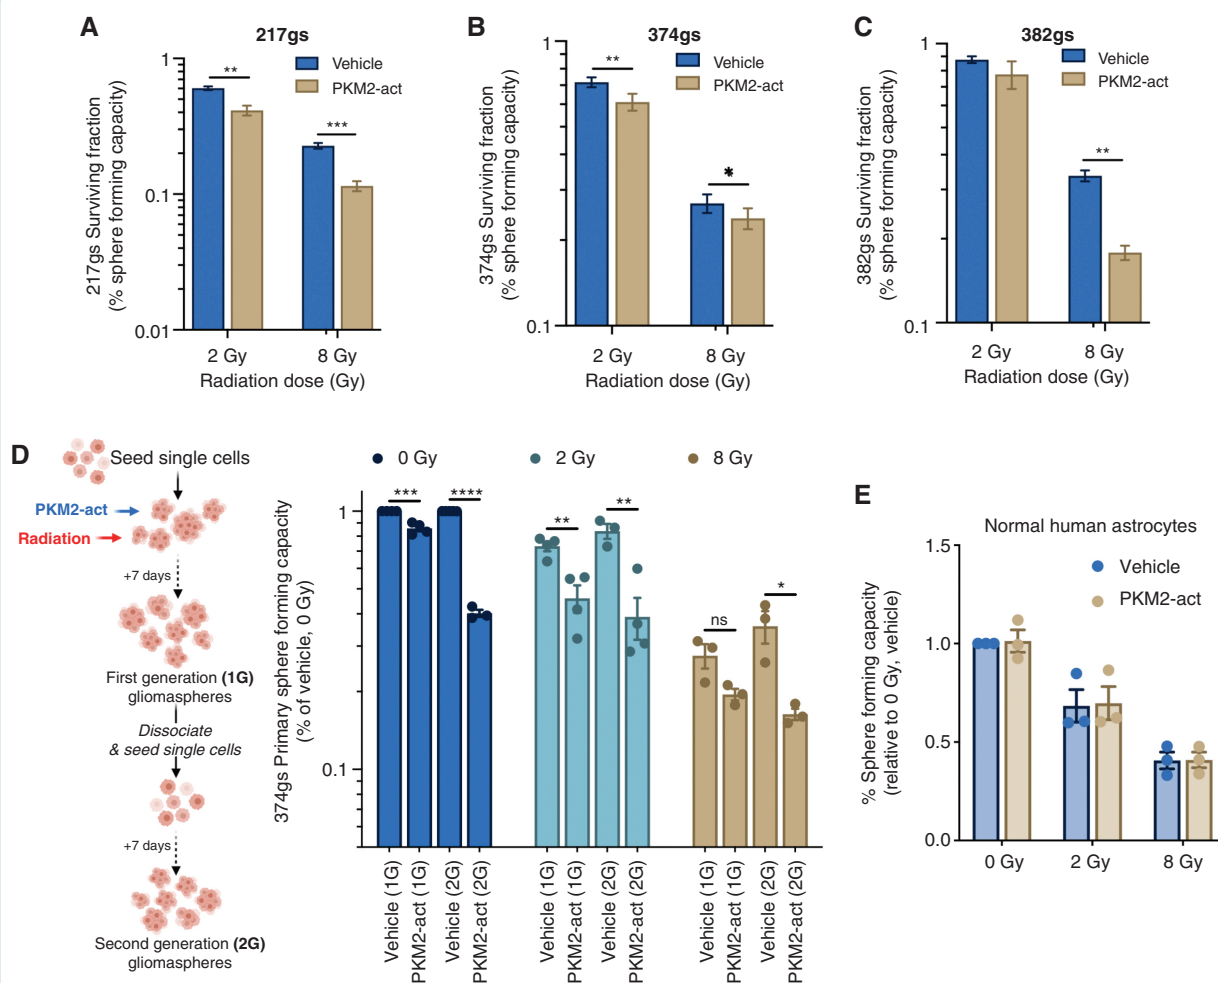 A
217gs
Vehicle
PKM2-act
**
***
217gs Surviving fraction
(% sphere forming capacity)
1
0.1
0.01
2 Gy
8 Gy
Radiation dose (Gy)
B
374gs
Vehicle
PKM2-act
**
*
374gs Surviving fraction
(% sphere forming capacity)
1
0.1
2 Gy
8 Gy
Radiation dose (Gy)
C
382gs
Vehicle
PKM2-act
**
382gs Surviving fraction
(% sphere forming capacity)
1
0.1
2 Gy
8 Gy
Radiation dose (Gy)
D
Seed single cells
PKM2-act
Radiation
+7 days
First generation (1G)
gliomaspheres
Dissociate
& seed single cells
+7 days
Second generation (2G)
gliomaspheres
0 Gy
2 Gy
8 Gy
374gs Primary sphere forming capacity
(% of vehicle, 0 Gy)
1
0.1
***
****
**
**
ns
*
Vehicle (1G)
PKM2-act (1G)
Vehicle (2G)
PKM2-act (2G)
Vehicle (1G)
PKM2-act (1G)
Vehicle (2G)
PKM2-act (2G)
Vehicle (1G)
PKM2-act (1G)
Vehicle (2G)
PKM2-act (2G)
E
Normal human astrocytes
Vehicle
PKM2-act
% Sphere forming capacity
(relative to 0 Gy, vehicle)
1.5
1.0
0.5
0.0
0 Gy
2 Gy
8 Gy